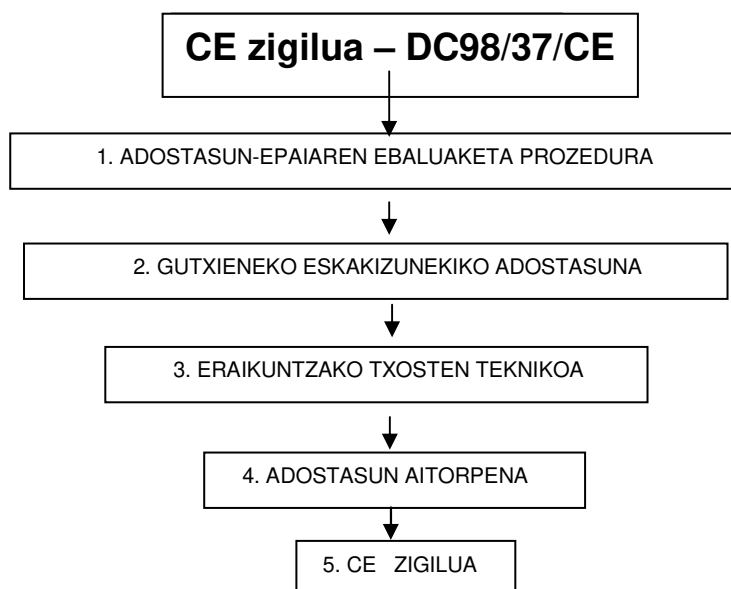 CE zigilua – DC98/37/CE
1. ADOSTASUN-EPAIAREN EBALUAKETA PROZEDURA
2. GUTXIENEKO ESKAKIZUNEKIKO ADOSTASUNA
3. ERAIKUNTZAKO TXOSTEN TEKNIKOA
4. ADOSTASUN AITORPENA
5. CE ZIGILUA